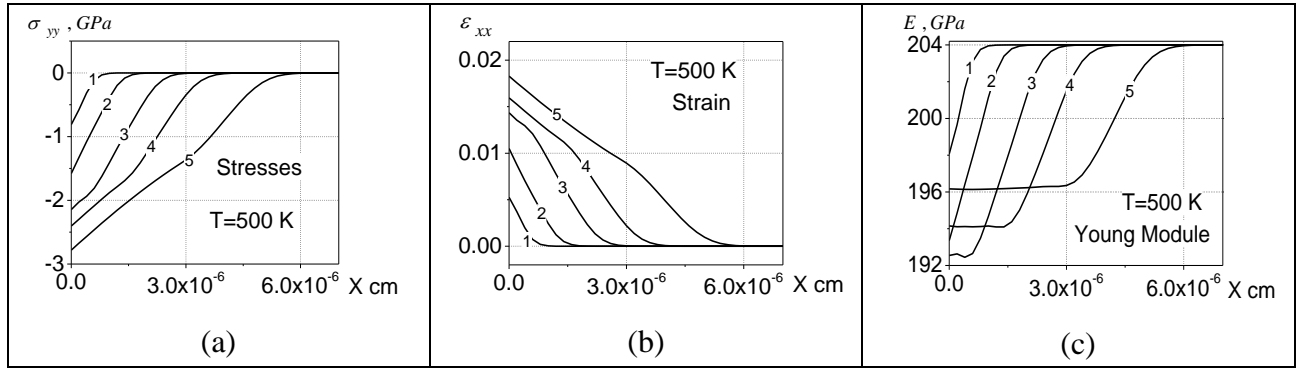 σ yy , GPa
0
-1
-2
-3
1
2
3
4
5
Stresses
T=500 K
0.0
3.0x10-6
6.0x10-6
X cm
(a)
ε xx
0.02
0.01
0.00
T=500 K
Strain
5
4
3
2
1
0.0
3.0x10-6
6.0x10-6
X cm
(b)
E , GPa
204
200
196
192
1
2
3
4
5
T=500 K
Young Module
0.0
3.0x10-6
6.0x10-6
X cm
(c)